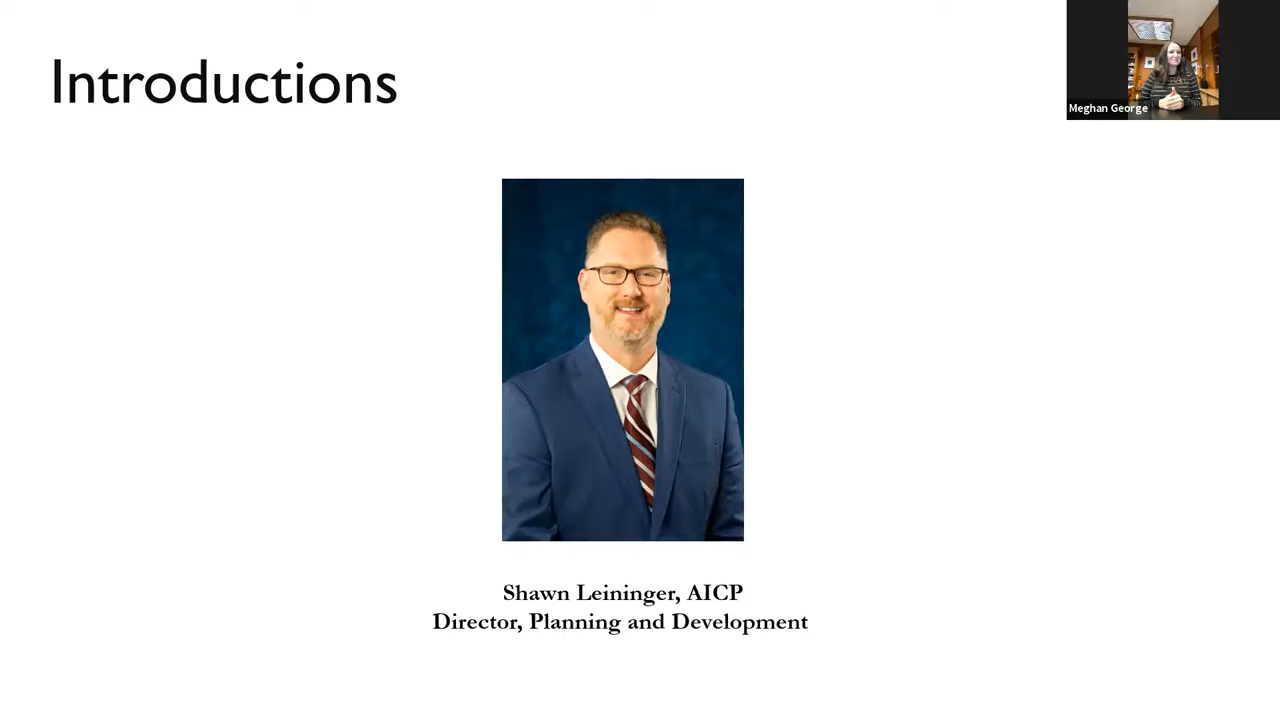 Introductions
Meghan George
Shawn Leininger, AICP
Director, Planning and Development